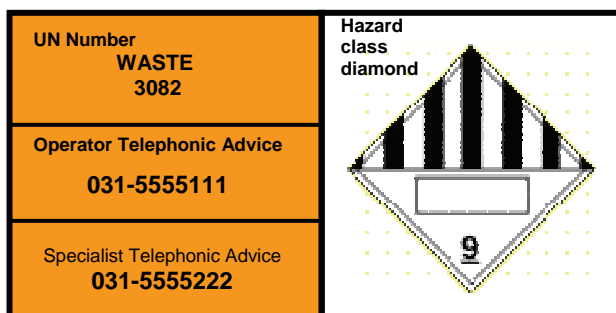 UN Number
WASTE
3082
Operator Telephonic Advice
031-5555111
Specialist Telephonic Advice
031-5555222
Hazard
class
diamond
9